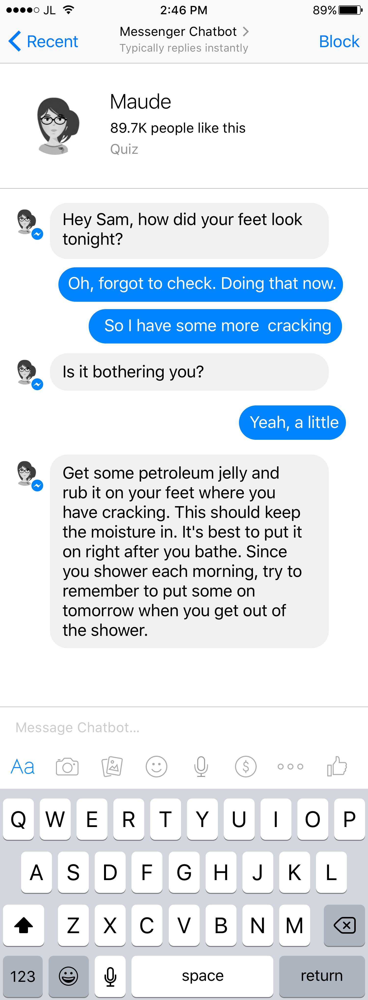 JL 2:46 PM 89%
Recent Messenger Chatbot Block
Typically replies instantly
Maude
89.7K people like this
Quiz
Hey Sam, how did your feet look
tonight?
Oh, forgot to check. Doing that now.
So I have some more  cracking
Is it bothering you?
Yeah, a little
Get some petroleum jelly and
rub it on your feet where you
have cracking. This should keep
the moisture in. It's best to put it
on right after you bathe. Since
you shower each morning, try to
remember to put some on
tomorrow when you get out of
the shower.
Message Chatbot...
Aa $
Q W E R T Y U I O P
A S D F G H J K L
Z X C V B N M
123 space return